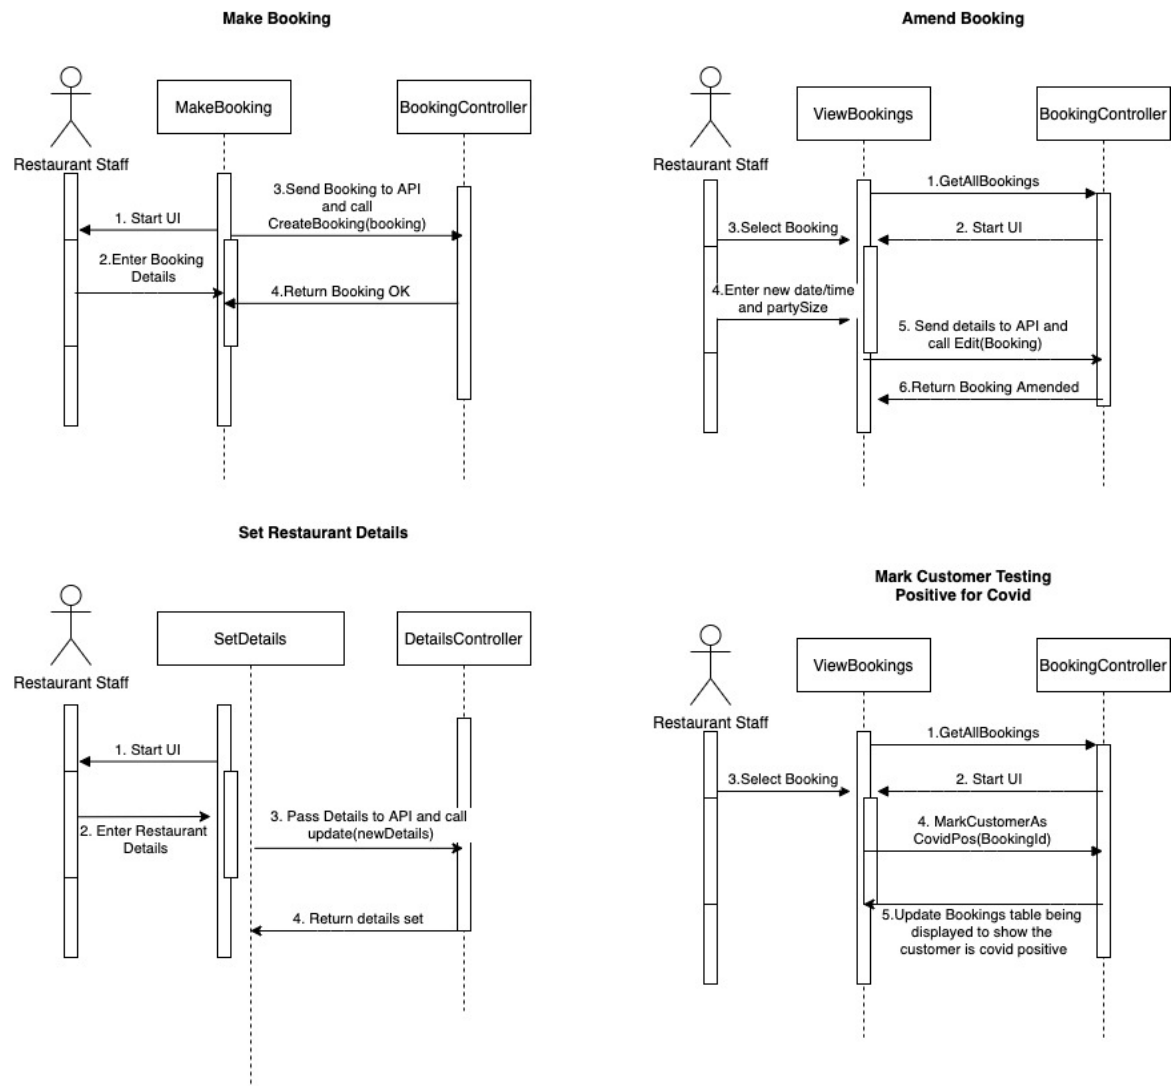 Make Booking
MakeBooking
BookingController
Restaurant Staff
3.Send Booking to API
and call
CreateBooking(booking)
1. Start UI
2.Enter Booking
Details
4.Return Booking OK
Amend Booking
ViewBookings
BookingController
Restaurant Staff
1.GetAllBookings
3.Select Booking
2. Start UI
4.Enter new date/time
and partySize
5. Send details to API and
call Edit(Booking)
6.Return Booking Amended
Set Restaurant Details
SetDetails
DetailsController
Restaurant Staff
1. Start UI
3. Pass Details to API and call
update(newDetails)
2. Enter Restaurant
Details
4. Return details set
Mark Customer Testing
Positive for Covid
ViewBookings
BookingController
Restaurant Staff
1.GetAllBookings
3.Select Booking
2. Start UI
4. MarkCustomerAs
CovidPos(BookingId)
5.Update Bookings table being
displayed to show the
customer is covid positive